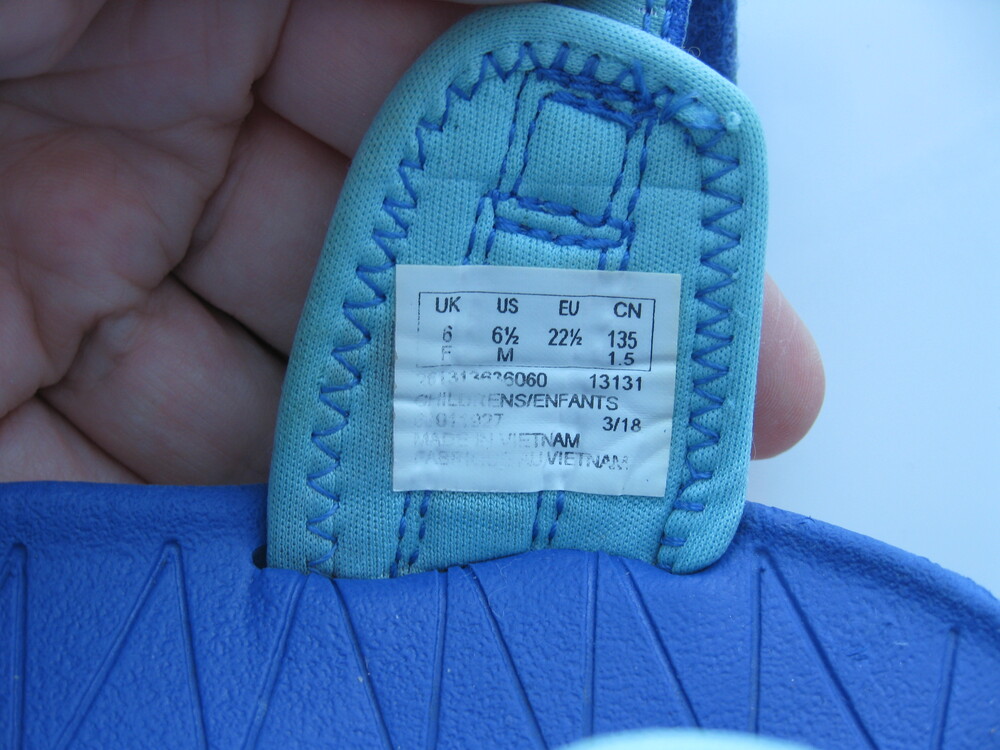 UK US EU CN
6 6½ 22½ 135
F M 1.5
13131
CHILDRENS/ENFANTS
3/18
MADE IN VIETNAM
FABRIQUE AU VIETNAM